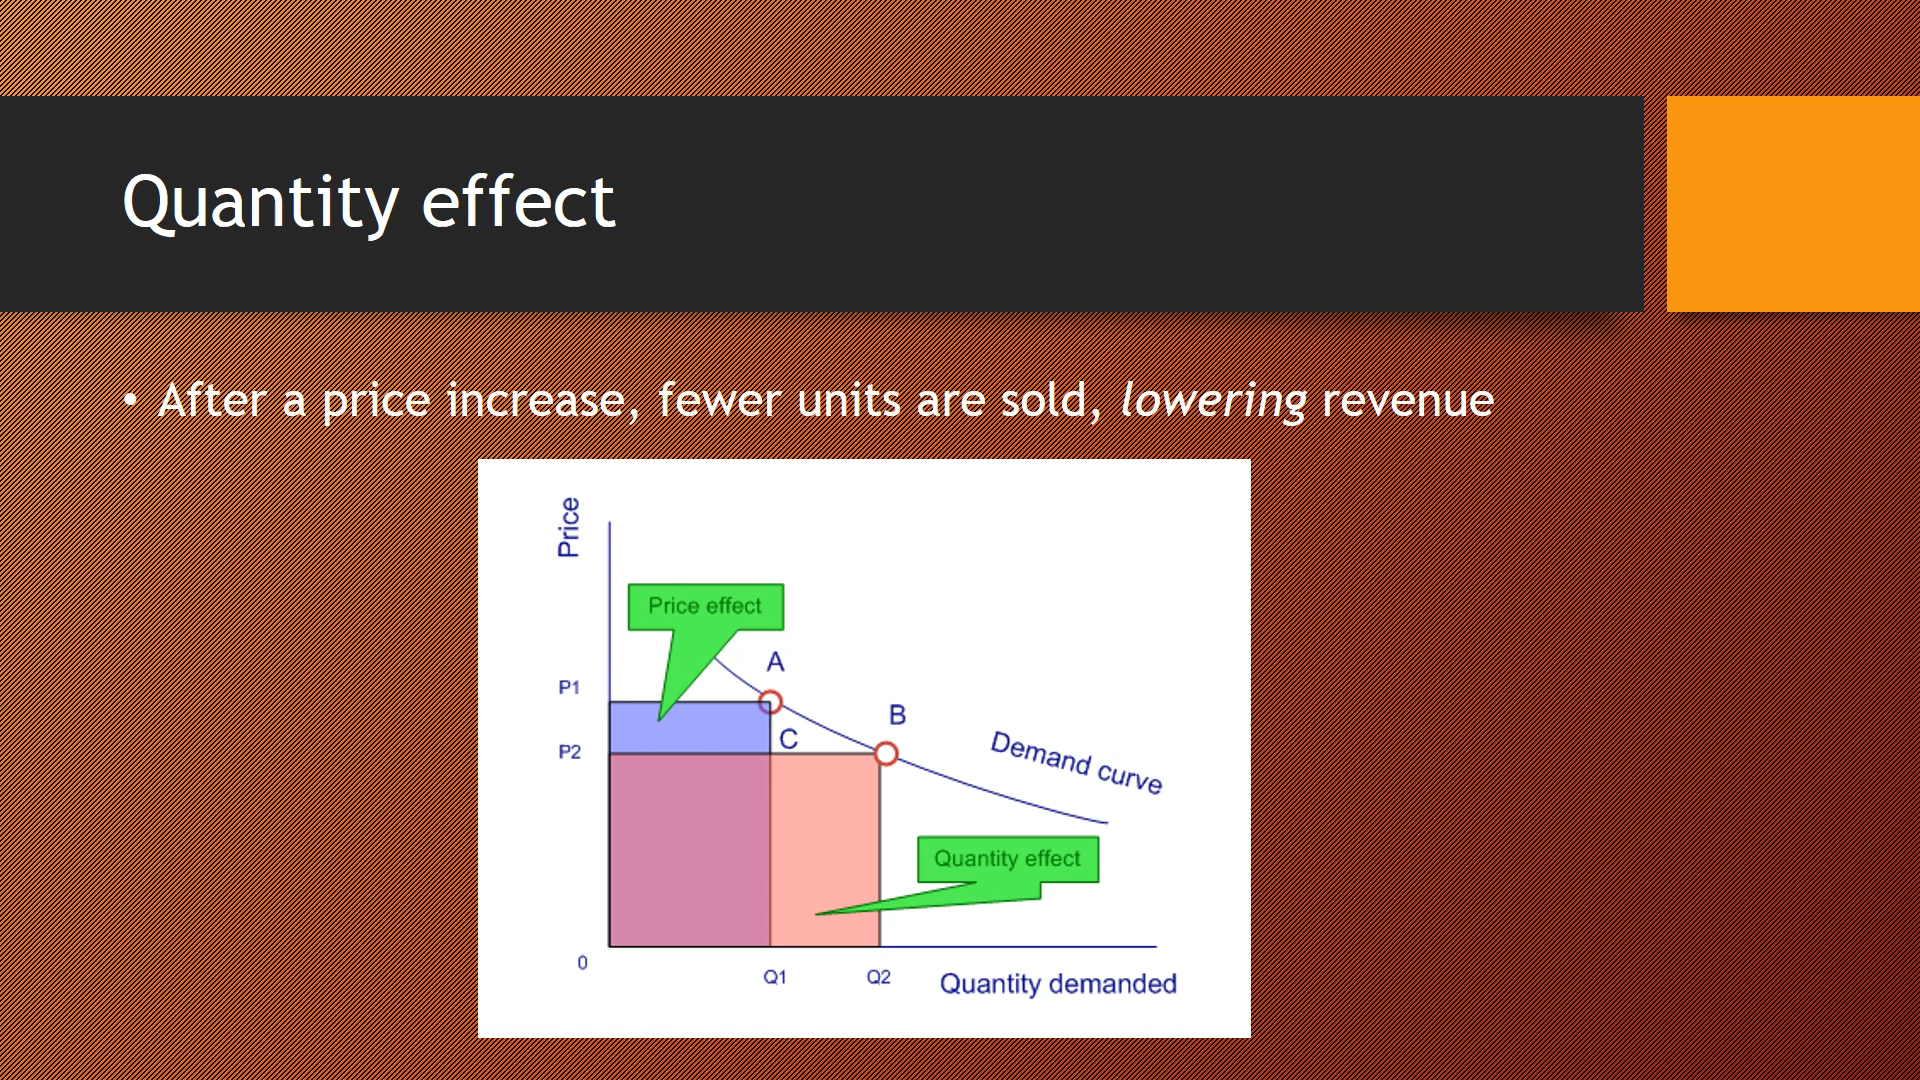 Quantity effect
• After a price increase, fewer units are sold, lowering revenue
Price
Price effect
A
P1
B
C
P2
Demand curve
Quantity effect
0
Q1
Q2
Quantity demanded